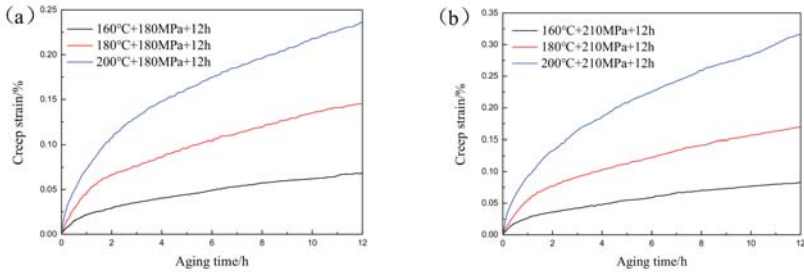 (a)
160℃+180MPa+12h
180℃+180MPa+12h
200℃+180MPa+12h
Creep strain/%
0.25
0.20
0.15
0.10
0.05
0.00
0 2 4 6 8 10 12
Aging time/h
(b)
160℃+210MPa+12h
180℃+210MPa+12h
200℃+210MPa+12h
Creep strain/%
0.35
0.30
0.25
0.20
0.15
0.10
0.05
0.00
0 2 4 6 8 10 12
Aging time/h